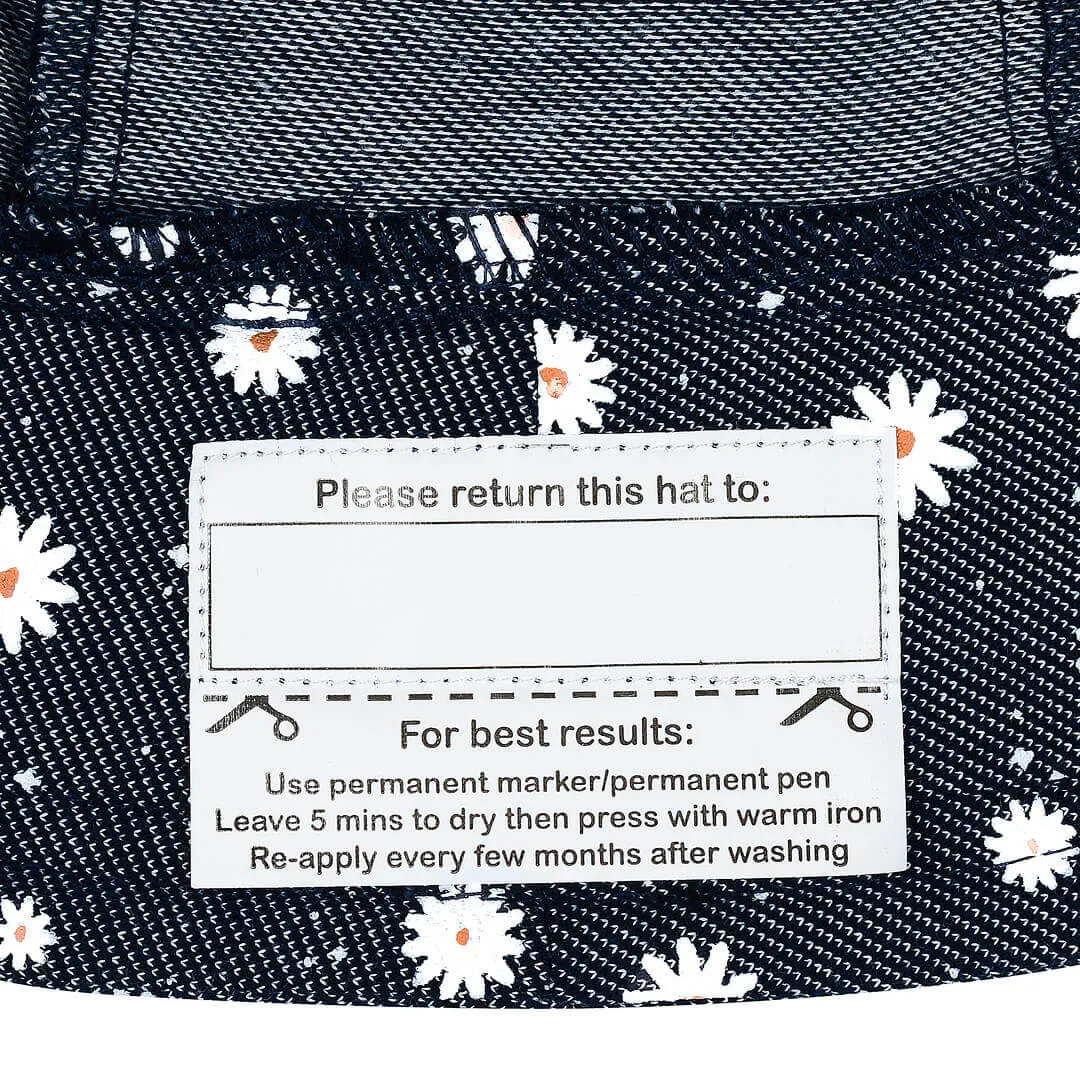 Please return this hat to:
For best results:
Use permanent marker/permanent pen
Leave 5 mins to dry then press with warm iron
Re-apply every few months after washing